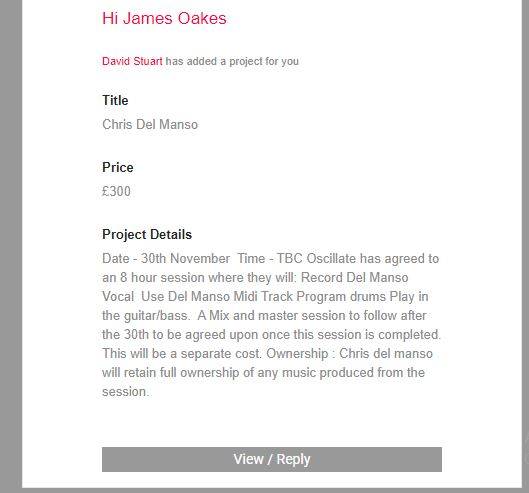 Hi James Oakes
David Stuart has added a project for you
Title
Chris Del Manso
Price
£300
Project Details
Date - 30th November  Time - TBC Oscillate has agreed to
an 8 hour session where they will: Record Del Manso
Vocal  Use Del Manso Midi Track Program drums Play in
the guitar/bass.  A Mix and master session to follow after
the 30th to be agreed upon once this session is completed.
This will be a separate cost. Ownership : Chris del manso
will retain full ownership of any music produced from the
session.
View / Reply